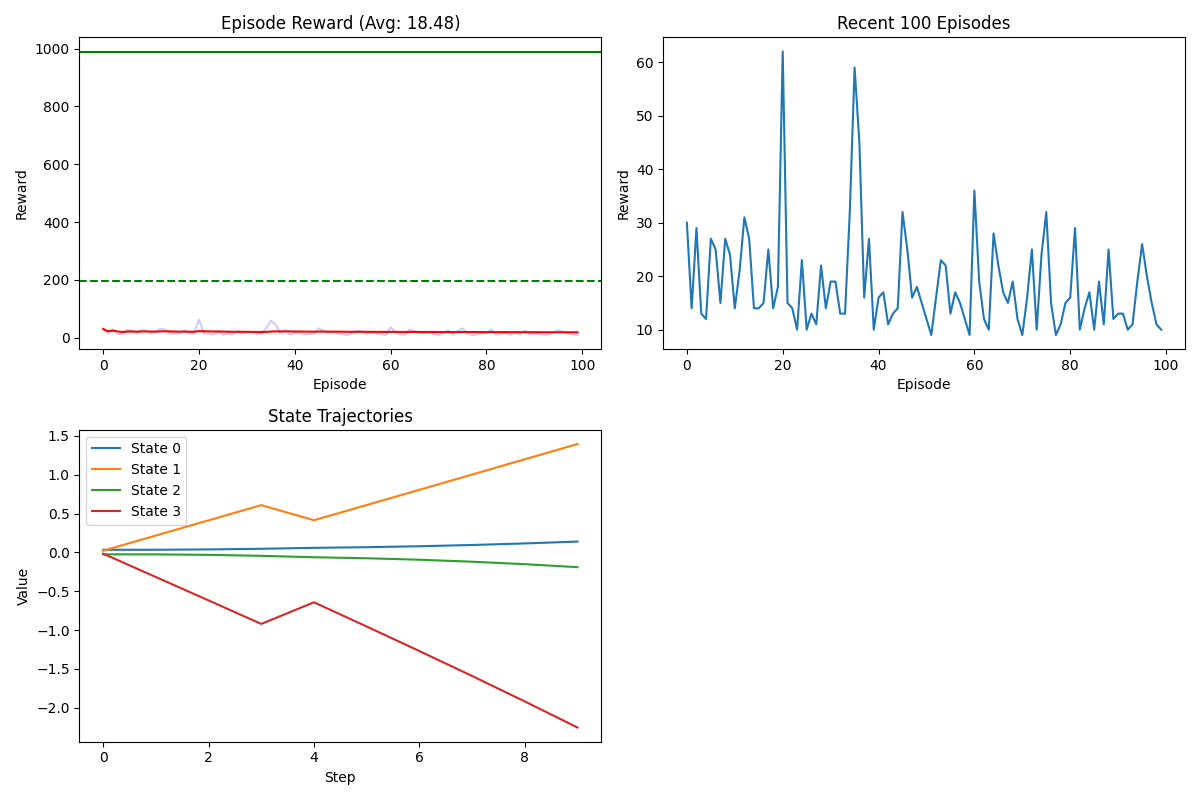 Episode Reward (Avg: 18.48)
1000
800
600
400
200
0
Reward
0 20 40 60 80 100
Episode
Recent 100 Episodes
60
50
40
30
20
10
Reward
0 20 40 60 80 100
Episode
State Trajectories
1.5
1.0
0.5
0.0
−0.5
−1.0
−1.5
−2.0
Value
State 0
State 1
State 2
State 3
0 2 4 6 8
Step